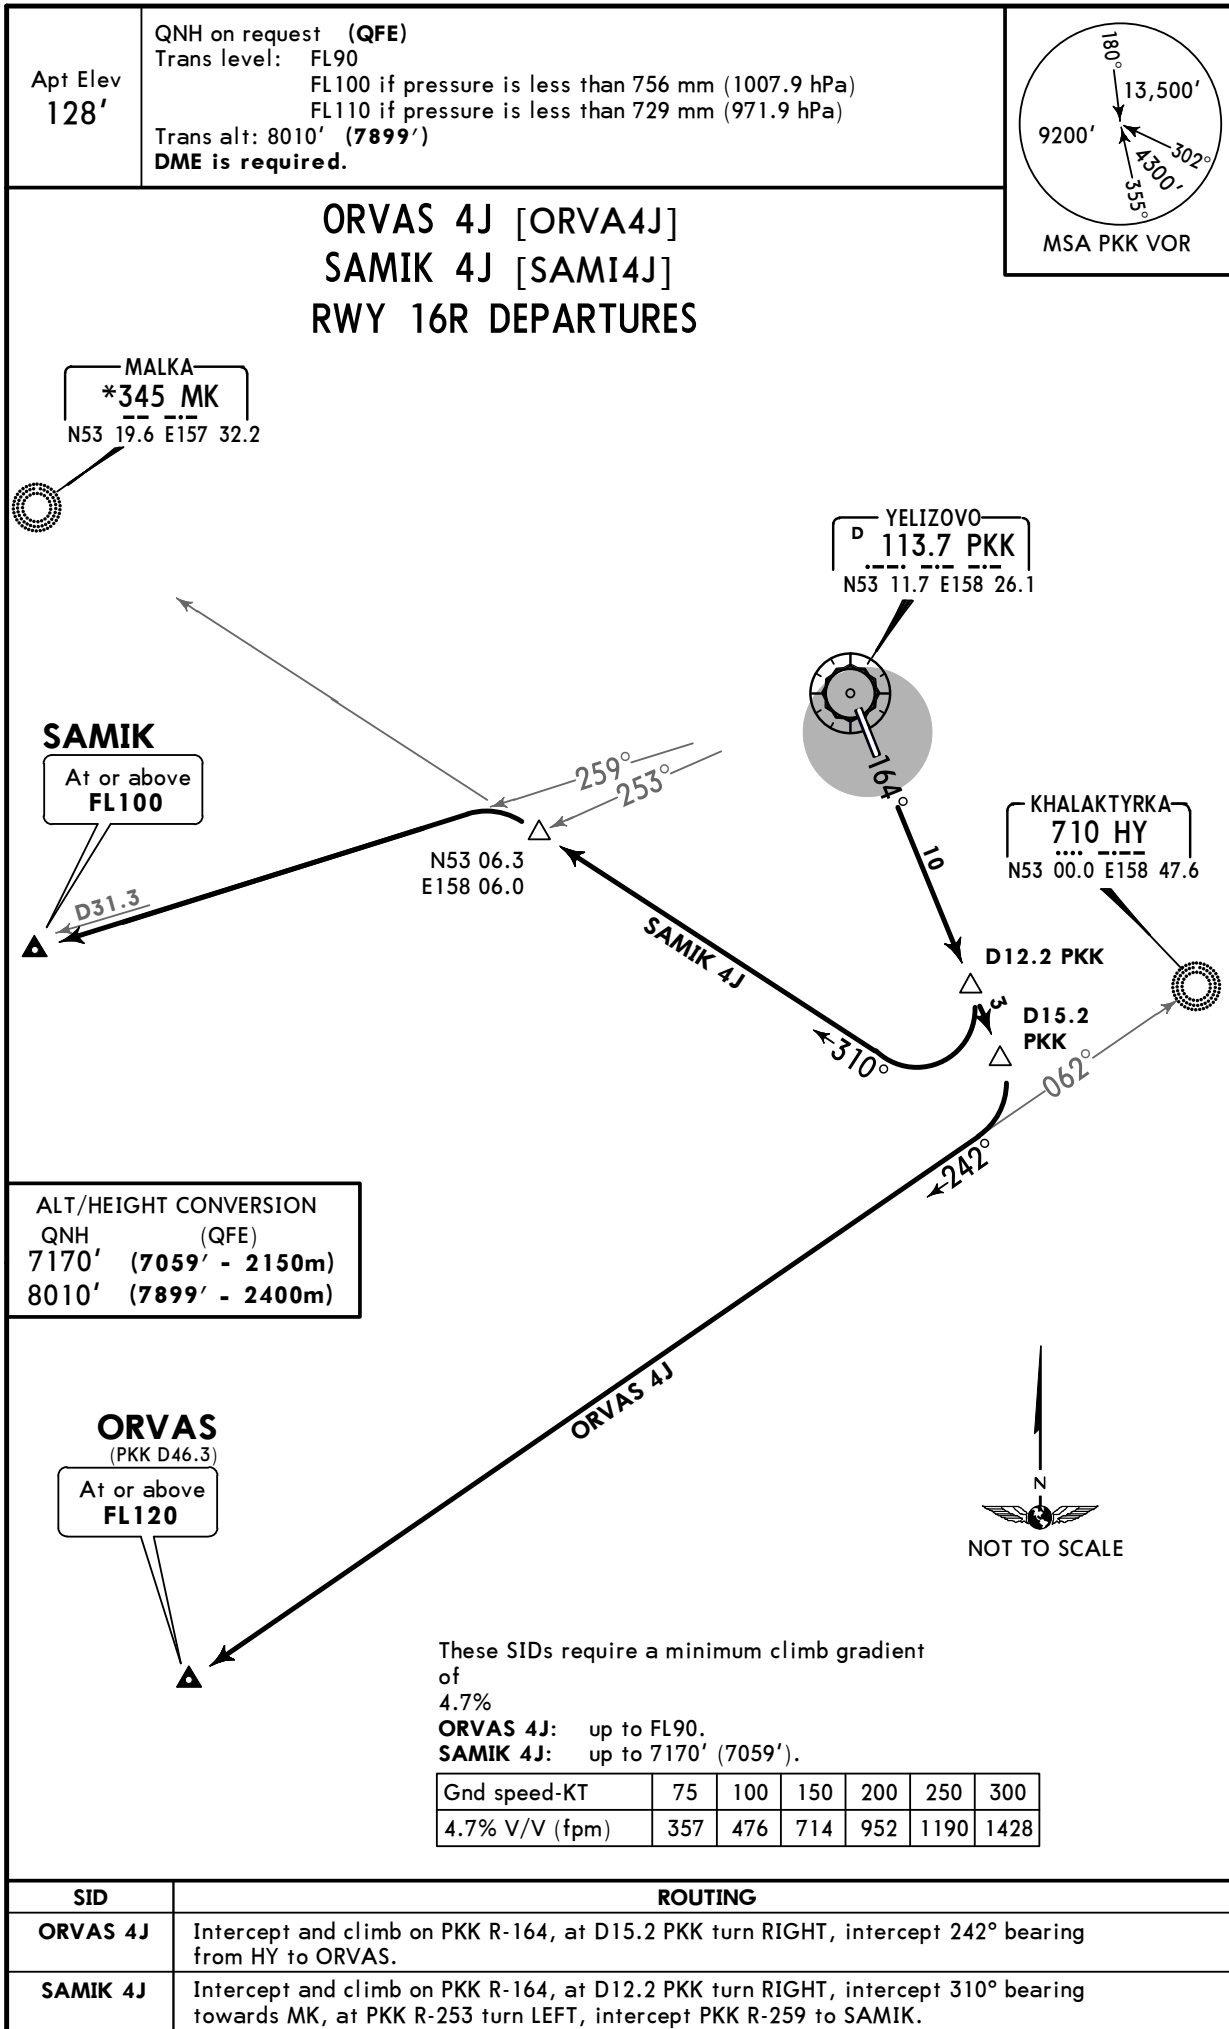 Apt Elev
128'
QNH on request (QFE)
Trans level: FL90
FL100 if pressure is less than 756 mm (1007.9 hPa)
FL110 if pressure is less than 729 mm (971.9 hPa)
Trans alt: 8010' (7899')
DME is required.
180°
13,500'
9200'
302°
4300'
355°
MSA PKK VOR
ORVAS 4J [ORVA4J]
SAMIK 4J [SAMI4J]
RWY 16R DEPARTURES
MALKA
*345 MK
N53 19.6 E157 32.2
YELIZOVO
D 113.7 PKK
N53 11.7 E158 26.1
SAMIK
At or above
FL100
259°
253°
164°
N53 06.3
E158 06.0
10
KHALAKTYRKA
710 HY
N53 00.0 E158 47.6
D31.3
SAMIK 4J
D12.2 PKK
3
D15.2
PKK
310°
062°
242°
ALT/HEIGHT CONVERSION
QNH (QFE)
7170' (7059' - 2150m)
8010' (7899' - 2400m)
ORVAS 4J
ORVAS
(PKK D46.3)
At or above
FL120
N
NOT TO SCALE
These SIDs require a minimum climb gradient
of
4.7%
ORVAS 4J: up to FL90.
SAMIK 4J: up to 7170' (7059').
Gnd speed-KT 75 100 150 200 250 300
4.7% V/V (fpm) 357 476 714 952 1190 1428
SID ROUTING
ORVAS 4J Intercept and climb on PKK R-164, at D15.2 PKK turn RIGHT, intercept 242° bearing
from HY to ORVAS.
SAMIK 4J Intercept and climb on PKK R-164, at D12.2 PKK turn RIGHT, intercept 310° bearing
towards MK, at PKK R-253 turn LEFT, intercept PKK R-259 to SAMIK.